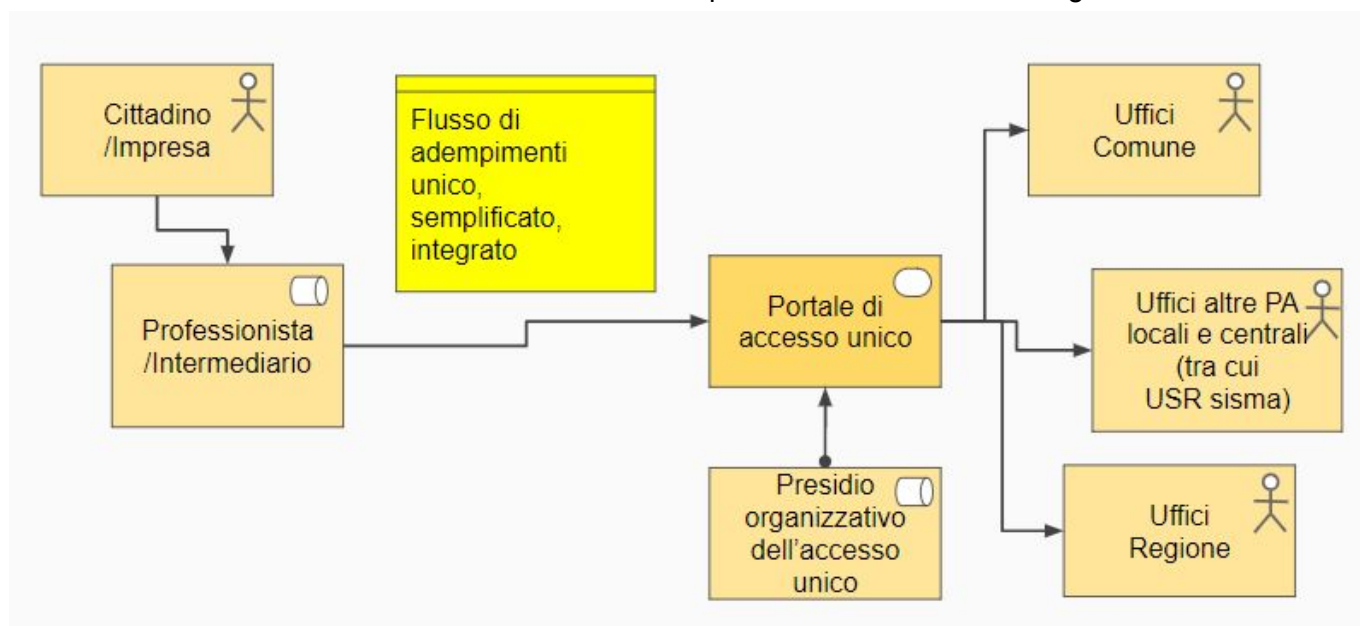 Cittadino
/Impresa
Flusso di
adempimenti
unico,
semplificato,
integrato
Uffici
Comune
Professionista
/Intermediario
Portale di
accesso unico
Uffici altre PA
locali e centrali
(tra cui
USR sisma)
Presidio
organizzativo
dell’accesso
unico
Uffici
Regione